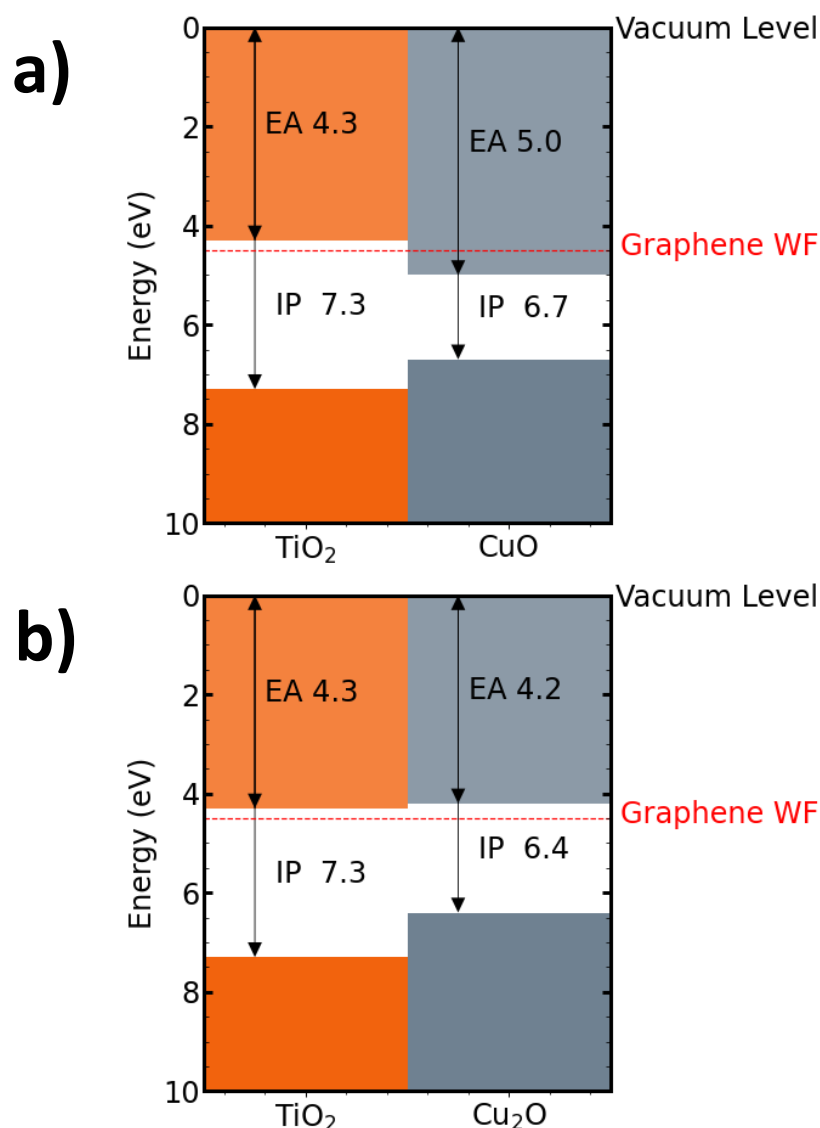 a)
0
Vacuum Level
EA 4.3
2
EA 5.0
4
Graphene WF
Energy (eV)
IP  7.3
IP  6.7
6
8
10
TiO₂
CuO
b)
0
Vacuum Level
EA 4.3
EA 4.2
2
4
Graphene WF
Energy (eV)
IP  7.3
IP  6.4
6
8
10
TiO₂
Cu₂O